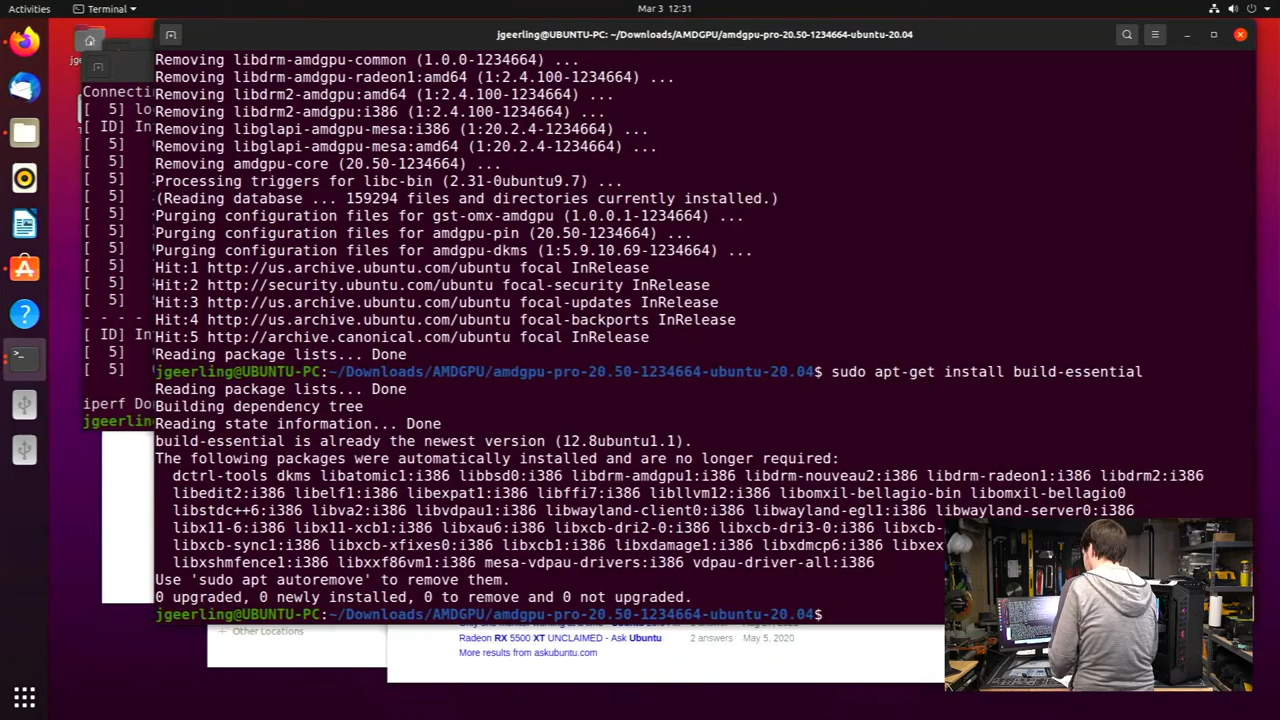 Activities
Terminal
Mar 3 12:31
jgeerling@UBUNTU-PC: ~/Downloads/AMDGPU/amdgpu-pro-20.50-1234664-ubuntu-20.04
Connecti
[ 5] lo
[ ID] In
[ 5]
[ 5]
[ 5]
[ 5]
[ 5]
[ 5]
[ 5]
[ 5]
[ 5]
[ 5]
- - - -
[ ID] In
[ 5]
[ 5]
iperf Do
jgeerling
Removing libdrm-amdgpu-common (1.0.0-1234664) ...
Removing libdrm-amdgpu-radeon1:amd64 (1:2.4.100-1234664) ...
Removing libdrm2-amdgpu:amd64 (1:2.4.100-1234664) ...
Removing libdrm2-amdgpu:i386 (1:2.4.100-1234664) ...
Removing libglapi-amdgpu-mesa:i386 (1:20.2.4-1234664) ...
Removing libglapi-amdgpu-mesa:amd64 (1:20.2.4-1234664) ...
Removing amdgpu-core (20.50-1234664) ...
Processing triggers for libc-bin (2.31-0ubuntu9.7) ...
(Reading database ... 159294 files and directories currently installed.)
Purging configuration files for gst-omx-amdgpu (1.0.0.1-1234664) ...
Purging configuration files for amdgpu-pin (20.50-1234664) ...
Purging configuration files for amdgpu-dkms (1:5.9.10.69-1234664) ...
Hit:1 http://us.archive.ubuntu.com/ubuntu focal InRelease
Hit:2 http://security.ubuntu.com/ubuntu focal-security InRelease
Hit:3 http://us.archive.ubuntu.com/ubuntu focal-updates InRelease
Hit:4 http://us.archive.ubuntu.com/ubuntu focal-backports InRelease
Hit:5 http://archive.canonical.com/ubuntu focal InRelease
Reading package lists... Done
jgeerling@UBUNTU-PC:~/Downloads/AMDGPU/amdgpu-pro-20.50-1234664-ubuntu-20.04$ sudo apt-get install build-essential
Reading package lists... Done
Building dependency tree
Reading state information... Done
build-essential is already the newest version (12.8ubuntu1.1).
The following packages were automatically installed and are no longer required:
dctrl-tools dkms libatomic1:i386 libbsd0:i386 libdrm-amdgpu1:i386 libdrm-nouveau2:i386 libdrm-radeon1:i386 libdrm2:i386
libedit2:i386 libelf1:i386 libexpat1:i386 libffi7:i386 libllvm12:i386 libomxil-bellagio-bin libomxil-bellagio0
libstdc++6:i386 libva2:i386 libvdpau1:i386 libwayland-client0:i386 libwayland-egl1:i386 libwayland-server0:i386
libx11-6:i386 libx11-xcb1:i386 libxau6:i386 libxcb-dri2-0:i386 libxcb-dri3-0:i386 libxcb-
libxcb-sync1:i386 libxcb-xfixes0:i386 libxcb1:i386 libxdamage1:i386 libxdmcp6:i386 libxex
libxshmfence1:i386 libxxf86vm1:i386 mesa-vdpau-drivers:i386 vdpau-driver-all:i386
Use 'sudo apt autoremove' to remove them.
0 upgraded, 0 newly installed, 0 to remove and 0 not upgraded.
jgeerling@UBUNTU-PC:~/Downloads/AMDGPU/amdgpu-pro-20.50-1234664-ubuntu-20.04$
+ Other Locations
Radeon RX 5500 XT UNCLAIMED - Ask Ubuntu
2 answers
May 5, 2020
More results from askubuntu.com